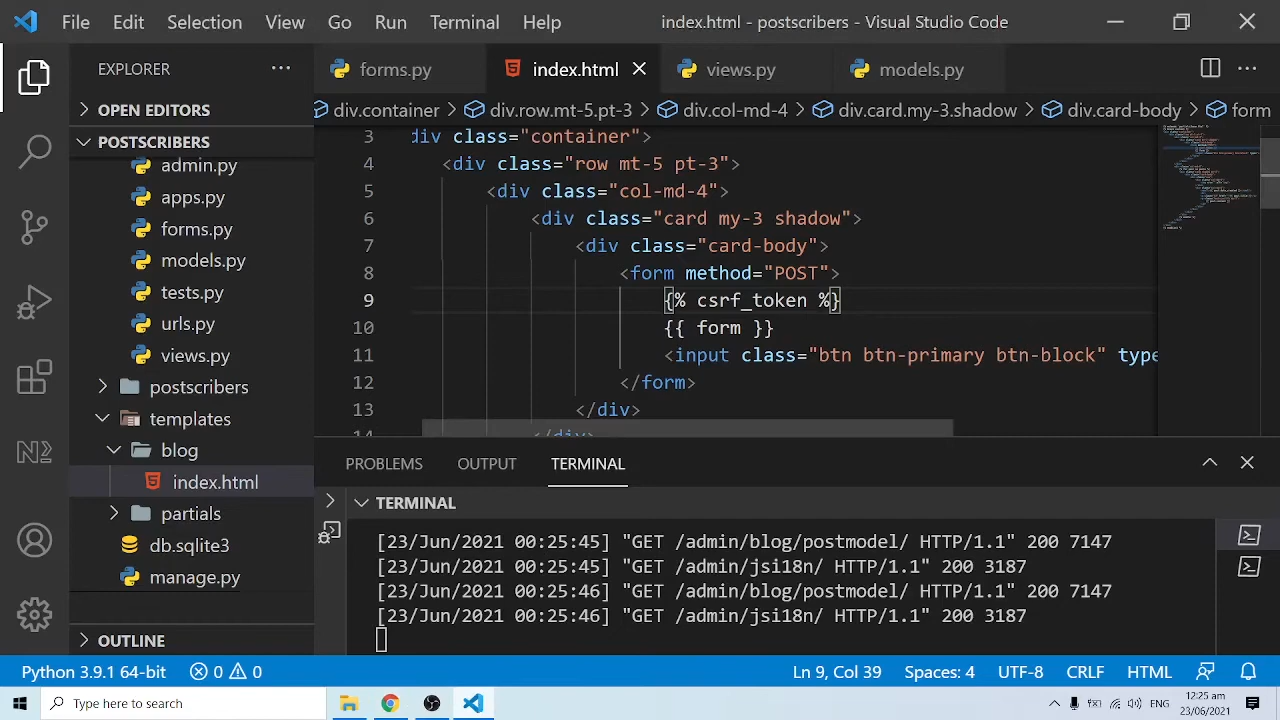 File Edit Selection View Go Run Terminal Help index.html - postscribers - Visual Studio Code
EXPLORER
forms.py index.html views.py models.py
OPEN EDITORS
div.container > div.row.mt-5.pt-3 > div.col-md-4 > div.card.my-3.shadow > div.card-body > form
POSTSCRIBERS
admin.py
apps.py
forms.py
models.py
tests.py
urls.py
views.py
postscribers
templates
blog
index.html
partials
db.sqlite3
manage.py
OUTLINE
3 div class="container">
4 <div class="row mt-5 pt-3">
5 <div class="col-md-4">
6 <div class="card my-3 shadow">
7 <div class="card-body">
8 <form method="POST">
9 {% csrf_token %}
10 {{ form }}
11 <input class="btn btn-primary btn-block" type
12 </form>
13 </div>
14 </div>
PROBLEMS OUTPUT TERMINAL
TERMINAL
[23/Jun/2021 00:25:45] "GET /admin/blog/postmodel/ HTTP/1.1" 200 7147
[23/Jun/2021 00:25:45] "GET /admin/jsi18n/ HTTP/1.1" 200 3187
[23/Jun/2021 00:25:46] "GET /admin/blog/postmodel/ HTTP/1.1" 200 7147
[23/Jun/2021 00:25:46] "GET /admin/jsi18n/ HTTP/1.1" 200 3187
Python 3.9.1 64-bit 0 0 Ln 9, Col 39 Spaces: 4 UTF-8 CRLF HTML
Type here to search
ENG
12:25 am
23/06/2021